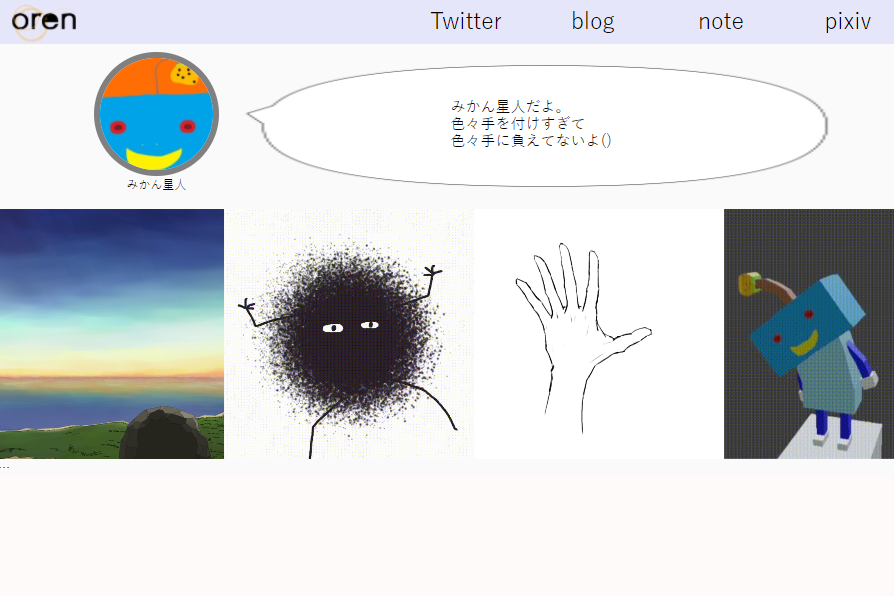 oren
Twitter
blog
note
pixiv
みかん星人だよ。
色々手を付けすぎて
色々手に負えてないよ()
みかん星人
...